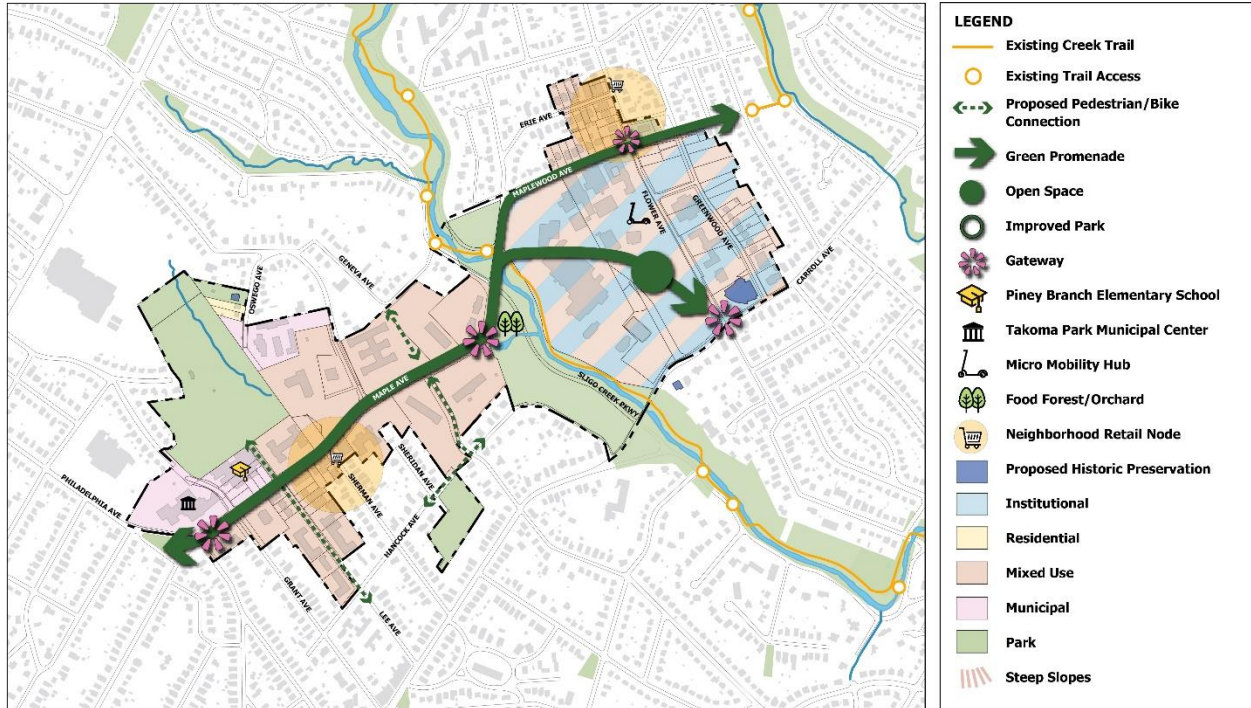 ERIE AVE
MAPLEWOOD AVE
FLOWER AVE
GREENWOOD AVE
CARROLL AVE
GENEVA AVE
OSWEGO AVE
MAPLE AVE
SLIGO CREEK PKWY
PHILADELPHIA AVE
SHERIDAN AVE
SHERMAN AVE
HANCOCK AVE
GRANT AVE
LEE AVE
LEGEND
Existing Creek Trail
Existing Trail Access
Proposed Pedestrian/Bike
Connection
Green Promenade
Open Space
Improved Park
Gateway
Piney Branch Elementary School
Takoma Park Municipal Center
Micro Mobility Hub
Food Forest/Orchard
Neighborhood Retail Node
Proposed Historic Preservation
Institutional
Residential
Mixed Use
Municipal
Park
Steep Slopes